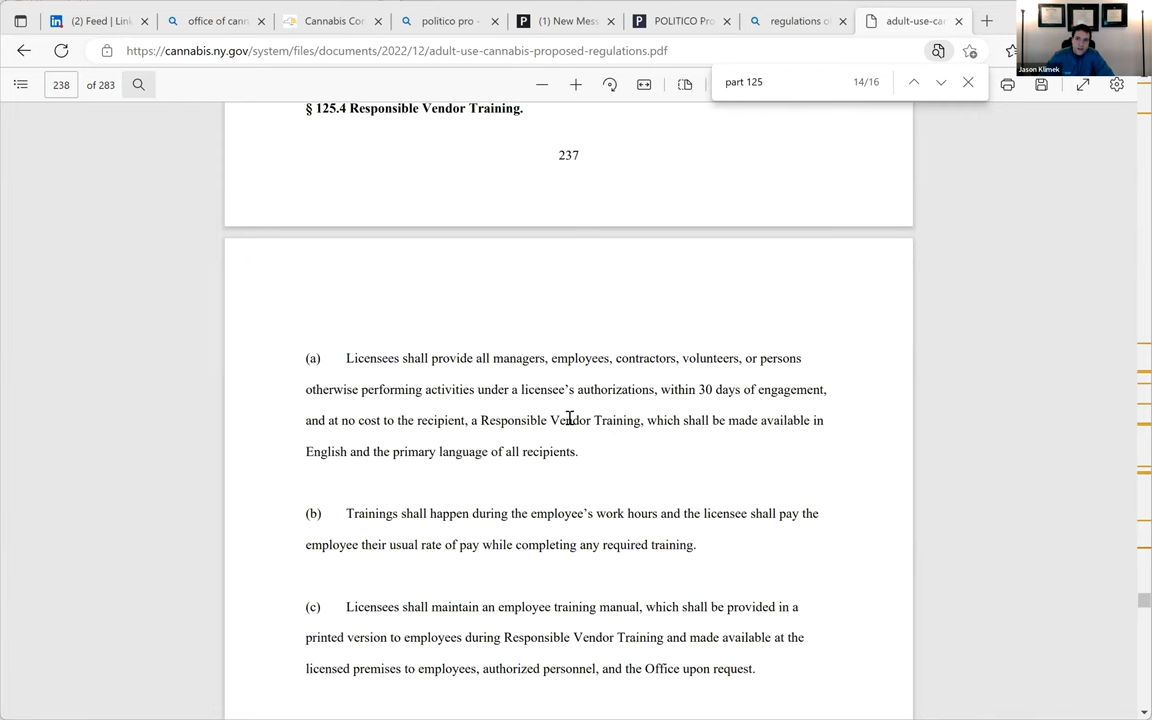 (2) Feed | Link
office of cann
Cannabis Con
politico pro -
(1) New Mess
POLITICO Pro
regulations of
adult-use-can
https://cannabis.ny.gov/system/files/documents/2022/12/adult-use-cannabis-proposed-regulations.pdf
Jason Klimek
238 of 283
part 125 14/16
§ 125.4 Responsible Vendor Training.
237
(a) Licensees shall provide all managers, employees, contractors, volunteers, or persons
otherwise performing activities under a licensee’s authorizations, within 30 days of engagement,
and at no cost to the recipient, a Responsible Vendor Training, which shall be made available in
English and the primary language of all recipients.
(b) Trainings shall happen during the employee’s work hours and the licensee shall pay the
employee their usual rate of pay while completing any required training.
(c) Licensees shall maintain an employee training manual, which shall be provided in a
printed version to employees during Responsible Vendor Training and made available at the
licensed premises to employees, authorized personnel, and the Office upon request.